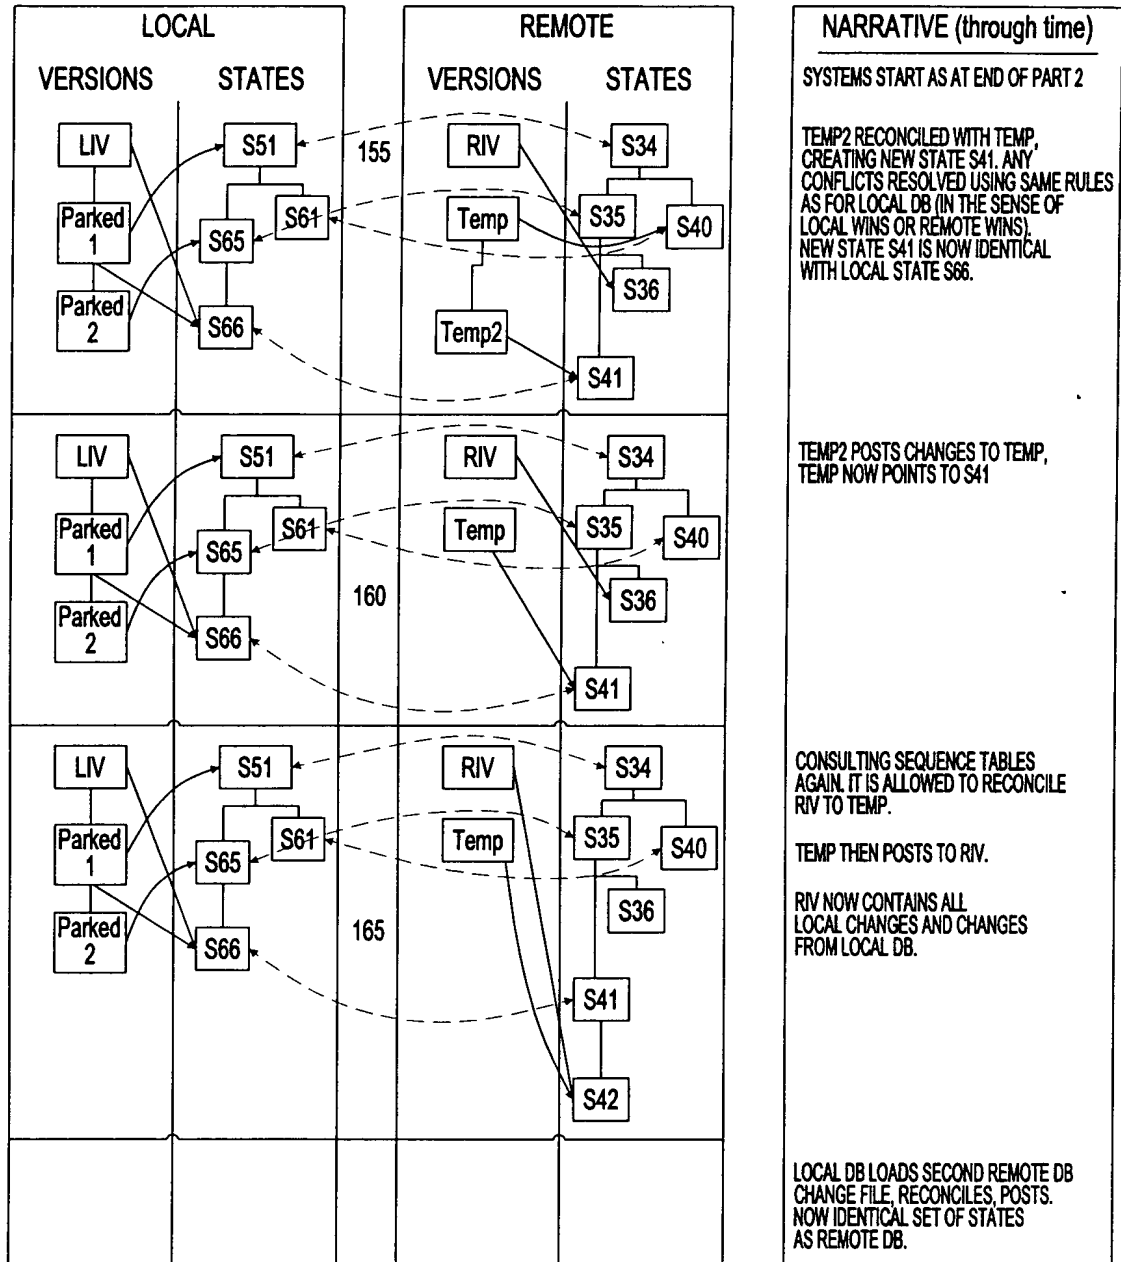 LOCAL
REMOTE
NARRATIVE (through time)
VERSIONS
STATES
VERSIONS
STATES
SYSTEMS START AS AT END OF PART 2
LIV
S51
155
RIV
S34
TEMP2 RECONCILED WITH TEMP,
CREATING NEW STATE S41. ANY
CONFLICTS RESOLVED USING SAME RULES
AS FOR LOCAL DB (IN THE SENSE OF
LOCAL WINS OR REMOTE WINS).
NEW STATE S41 IS NOW IDENTICAL
WITH LOCAL STATE S66.
Parked
1
S65
S61
Temp
S35
S40
Parked
2
S66
Temp2
S36
S41
LIV
S51
RIV
S34
TEMP2 POSTS CHANGES TO TEMP,
TEMP NOW POINTS TO S41
Parked
1
S65
S61
Temp
S35
S40
160
Parked
2
S66
S36
S41
LIV
S51
RIV
S34
CONSULTING SEQUENCE TABLES
AGAIN. IT IS ALLOWED TO RECONCILE
RIV TO TEMP.
Parked
1
S65
S61
Temp
S35
S40
TEMP THEN POSTS TO RIV.
Parked
2
S66
165
S36
RIV NOW CONTAINS ALL
LOCAL CHANGES AND CHANGES
FROM LOCAL DB.
S41
S42
LOCAL DB LOADS SECOND REMOTE DB
CHANGE FILE, RECONCILES, POSTS.
NOW IDENTICAL SET OF STATES
AS REMOTE DB.